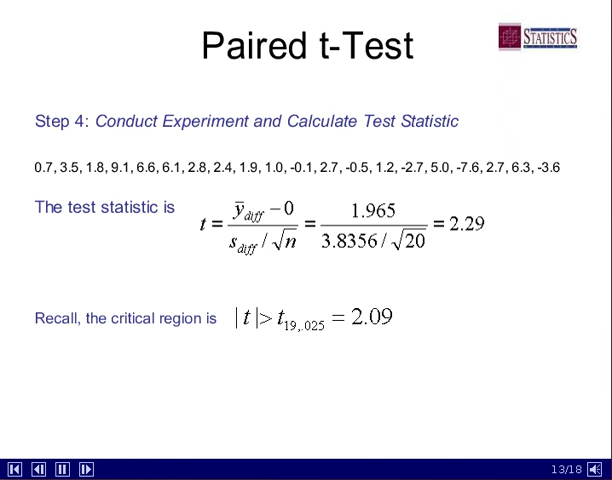 Paired t-Test
STATISTICS
Step 4: Conduct Experiment and Calculate Test Statistic
0.7, 3.5, 1.8, 9.1, 6.6, 6.1, 2.8, 2.4, 1.9, 1.0, -0.1, 2.7, -0.5, 1.2, -2.7, 5.0, -7.6, 2.7, 6.3, -3.6
The test statistic is t = (ȳ_diff − 0) / (s_diff / √n) = 1.965 / (3.8356 / √20) = 2.29
Recall, the critical region is |t| > t_19,.025 = 2.09
13/18